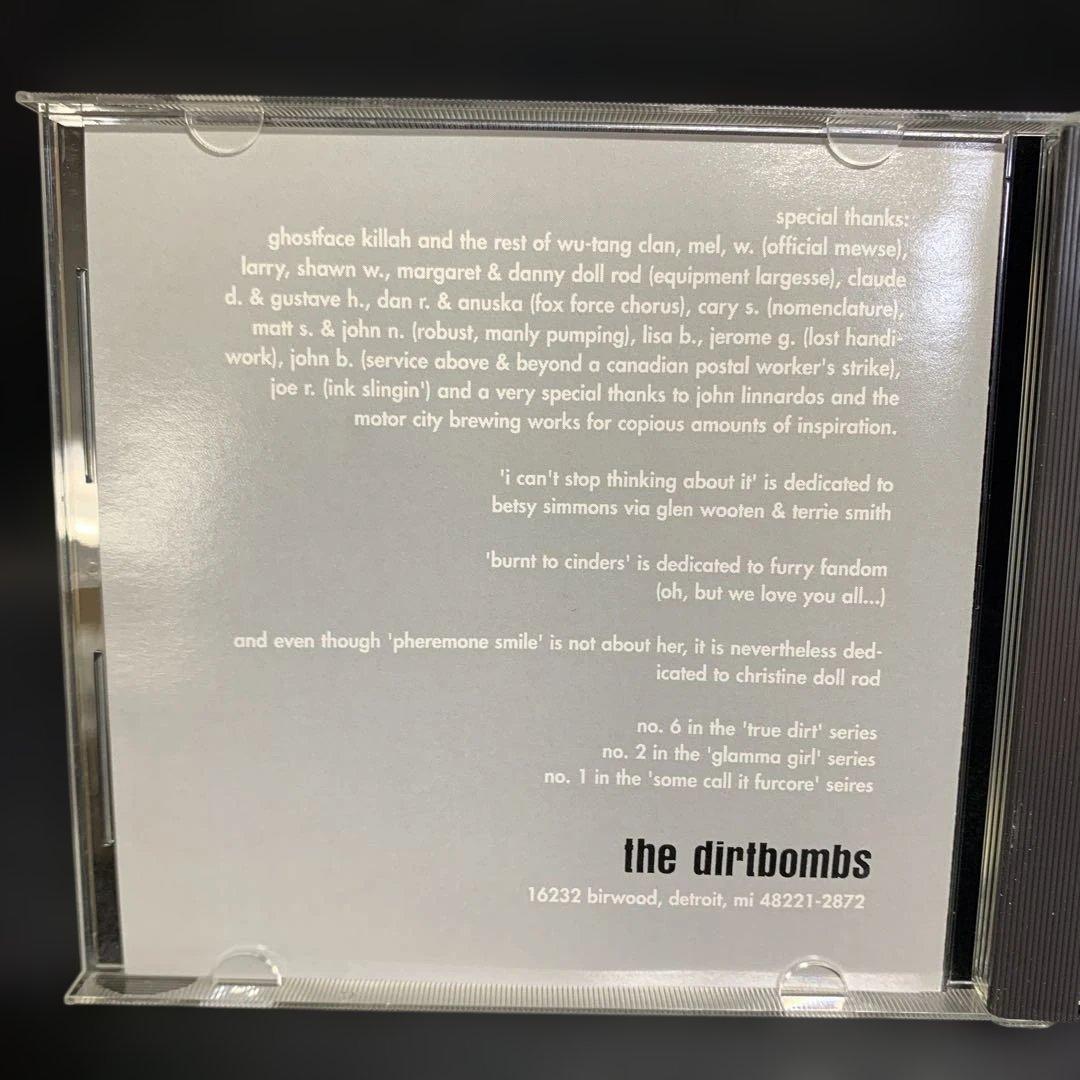 special thanks:
ghostface killah and the rest of wu-tang clan, mel, w. (official mewse),
larry, shawn w., margaret & danny doll rod (equipment largesse), claude
d. & gustave h., dan r. & anuska (fox force chorus), cary s. (nomenclature),
matt s. & john n. (robust, manly pumping), lisa b., jerome g. (lost handi-
work), john b. (service above & beyond a canadian postal worker's strike),
joe r. (ink slingin') and a very special thanks to john linnardos and the
motor city brewing works for copious amounts of inspiration.
'i can't stop thinking about it' is dedicated to
betsy simmons via glen wooten & terrie smith
'burnt to cinders' is dedicated to furry fandom
(oh, but we love you all...)
and even though 'pheremone smile' is not about her, it is nevertheless ded-
icated to christine doll rod
no. 6 in the 'true dirt' series
no. 2 in the 'glamma girl' series
no. 1 in the 'some call it furcore' seires
the dirtbombs
16232 birwood, detroit, mi 48221-2872